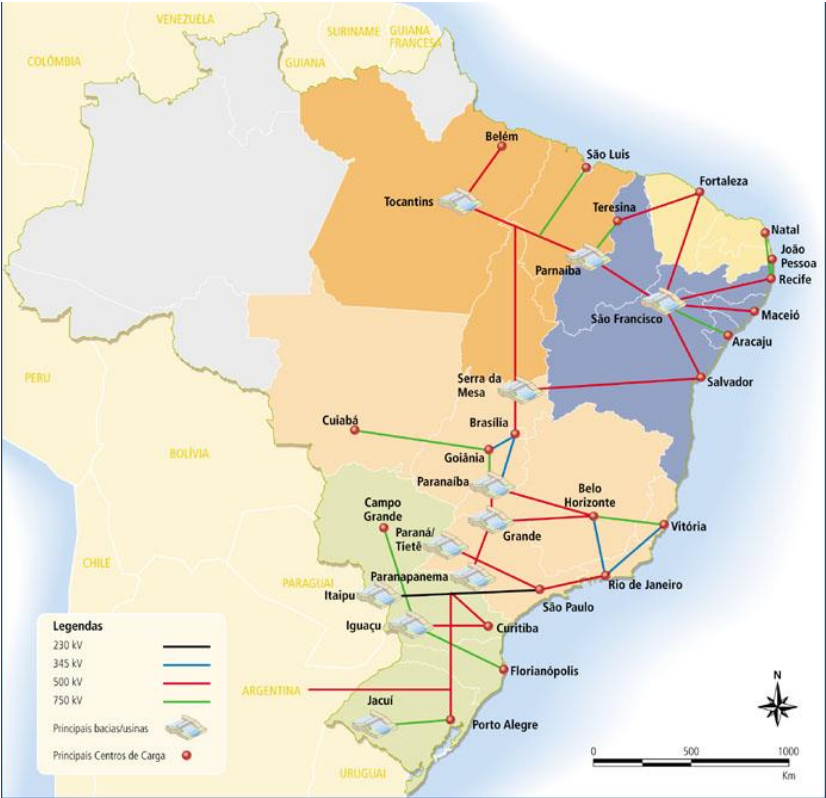 VENEZUELA
SURINAME
GUIANA
FRANCESA
COLÔMBIA
GUIANA
Belém
São Luis
Fortaleza
Tocantins
Teresina
Natal
João
Pessoa
Parnaíba
Recife
São Francisco
Maceió
Aracaju
PERU
Serra da
Mesa
Salvador
Cuiabá
Brasília
Goiânia
BOLÍVIA
Paranaíba
Belo
Horizonte
Campo
Grande
Vitória
Paraná/
Tietê
Grande
CHILE
Paranapanema
PARAGUAI
Rio de Janeiro
Itaipu
São Paulo
Iguaçu
Curitiba
Legendas
230 kV
345 kV
500 kV
750 kV
Principais bacias/usinas
Principais Centros de Carga
Florianópolis
ARGENTINA
Jacuí
Porto Alegre
URUGUAI
N
0 500 1000
Km